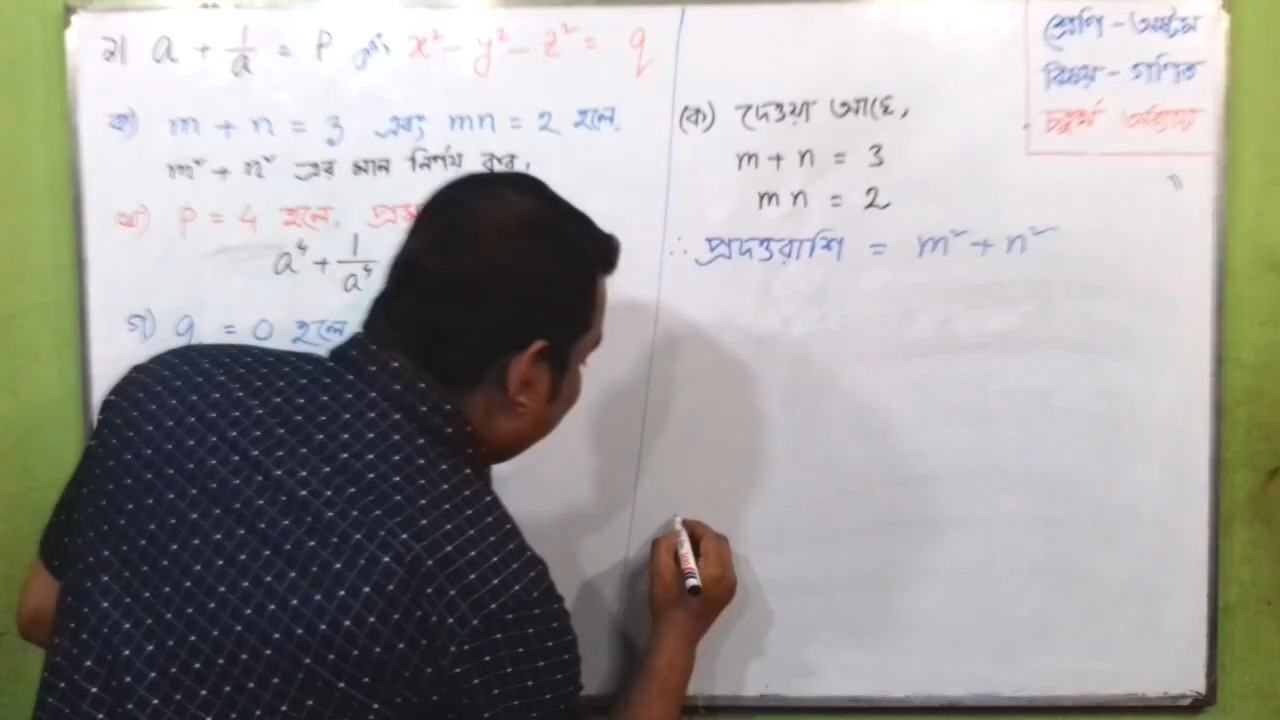 a + 1/a = P এবং x² - y² - z² = q
ক) m + n = 3 এবং mn = 2 হলে,
m² + n² এর মান নির্ণয় কর।
খ) P = 4 হলে,
a⁴ + 1/a⁴
গ) q = 0 হলে
শ্রেণি - অষ্টম
বিষয় - গণিত
চতুর্থ অধ্যায়
(ক) দেওয়া আছে,
m + n = 3
mn = 2
∴ প্রদত্তরাশি = m² + n²